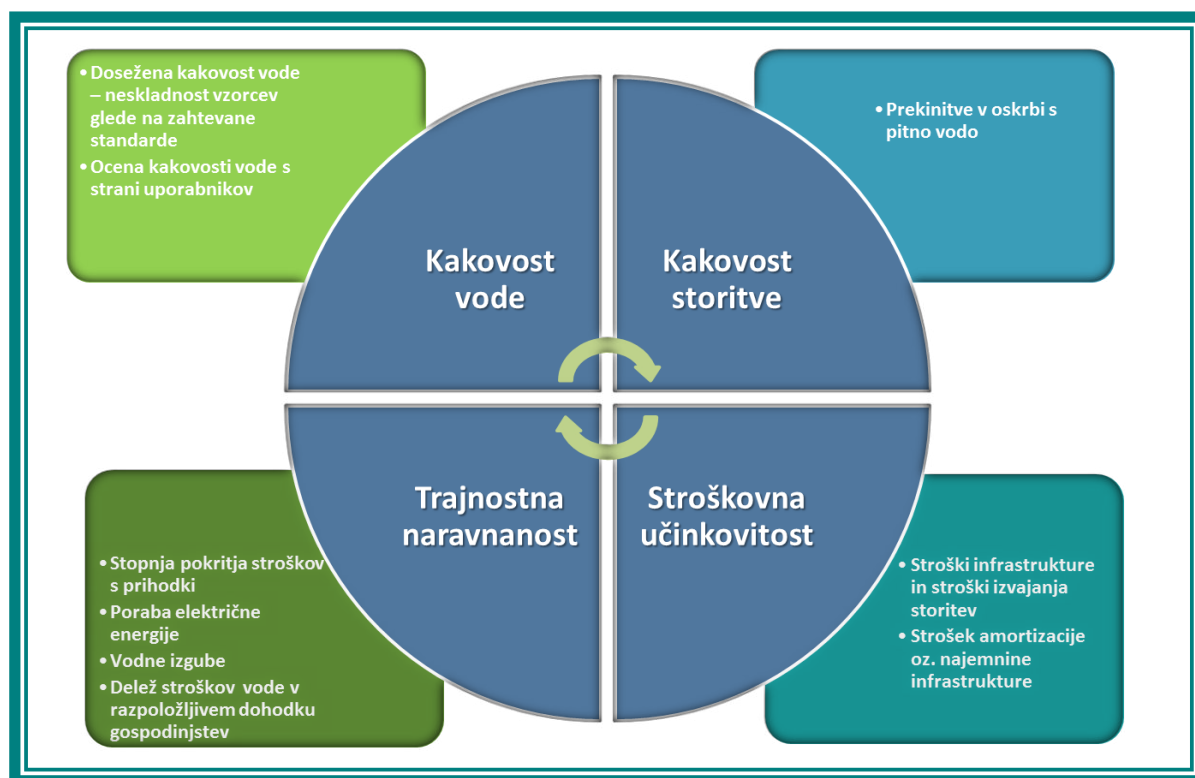 • Dosežena kakovost vode
– neskladnost vzorcev
glede na zahtevane
standarde
• Ocena kakovosti vode s
strani uporabnikov
• Prekinitve v oskrbi s
pitno vodo
Kakovost
vode
Kakovost
storitve
Trajnostna
naravnanost
Stroškovna
učinkovitost
• Stopnja pokritja stroškov
s prihodki
• Poraba električne
energije
• Vodne izgube
• Delež stroškov vode v
razpoložljivem dohodku
gospodinjstev
• Stroški infrastrukture
in stroški izvajanja
storitev
• Strošek amortizacije
oz. najemnine
infrastrukture